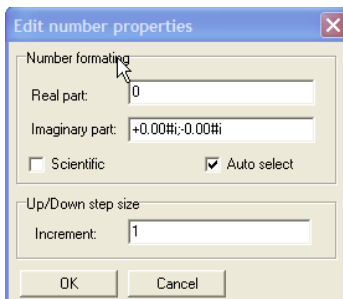 Edit number properties
Number formating
Real part: 0
Imaginary part: +0.00#i;-0.00#i
Scientific Auto select
Up/Down step size
Increment: 1
OK Cancel